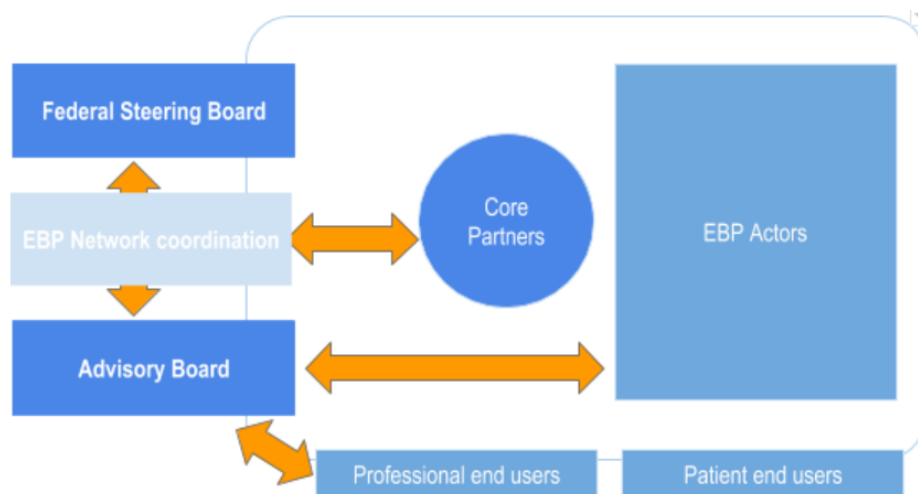 Federal Steering Board
EBP Network coordination
Core
Partners
EBP Actors
Advisory Board
Professional end users
Patient end users